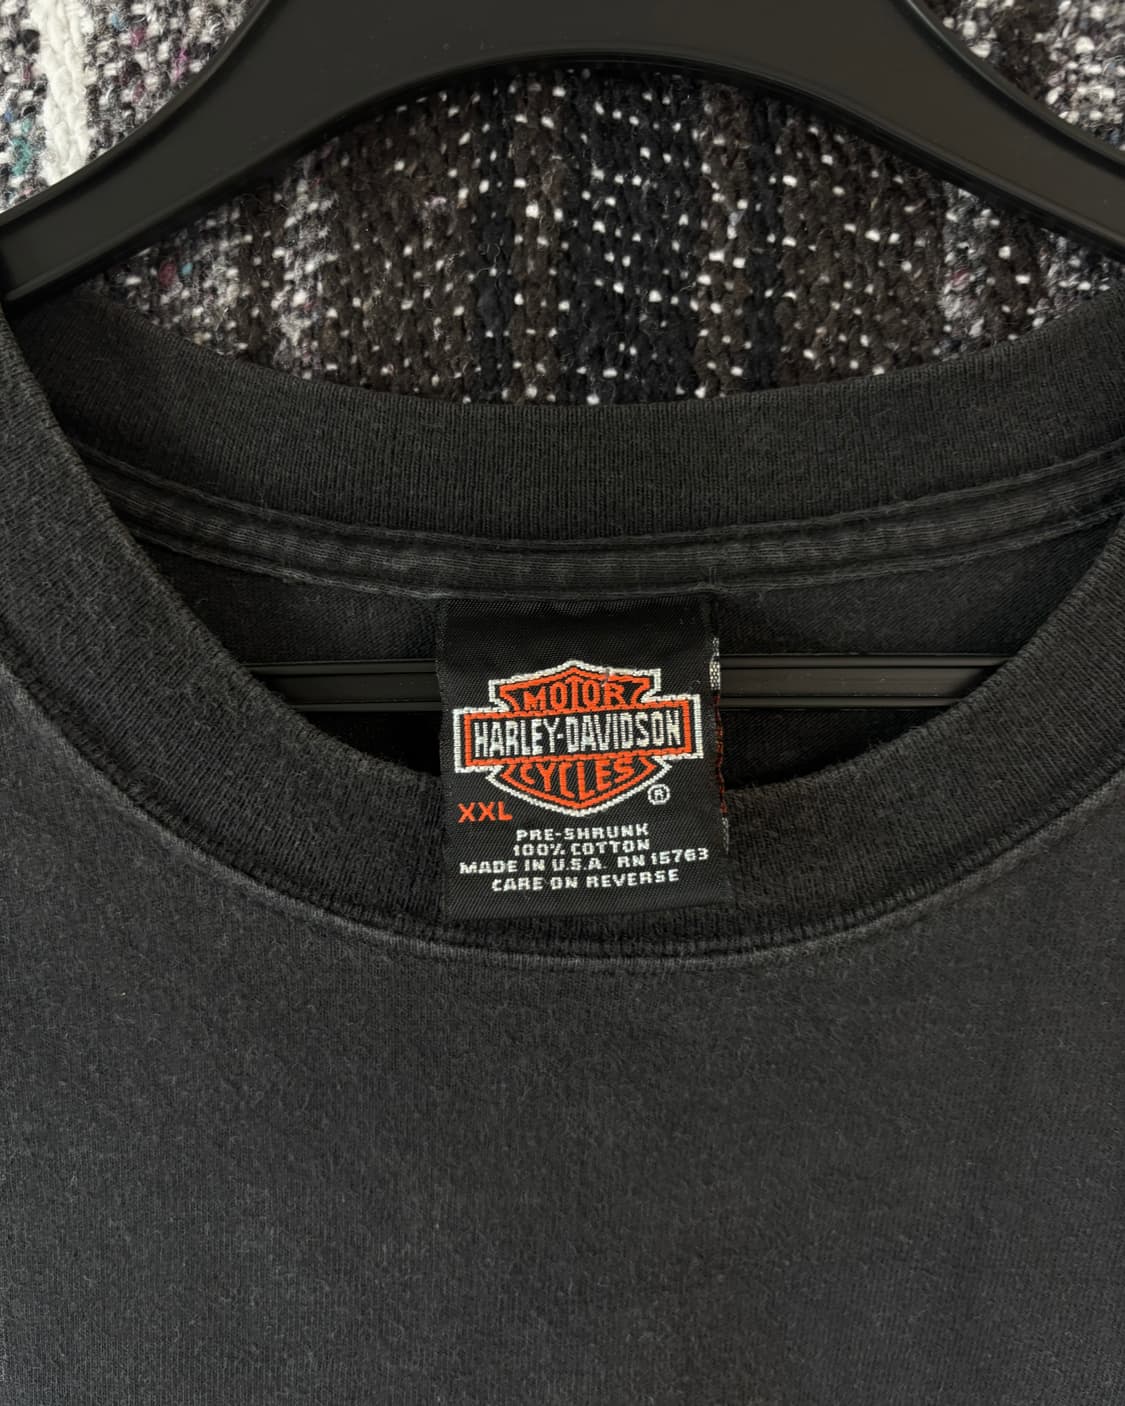 MOTOR
HARLEY-DAVIDSON
CYCLES
®
XXL
PRE-SHRUNK
100% COTTON
MADE IN U.S.A. RN 15763
CARE ON REVERSE